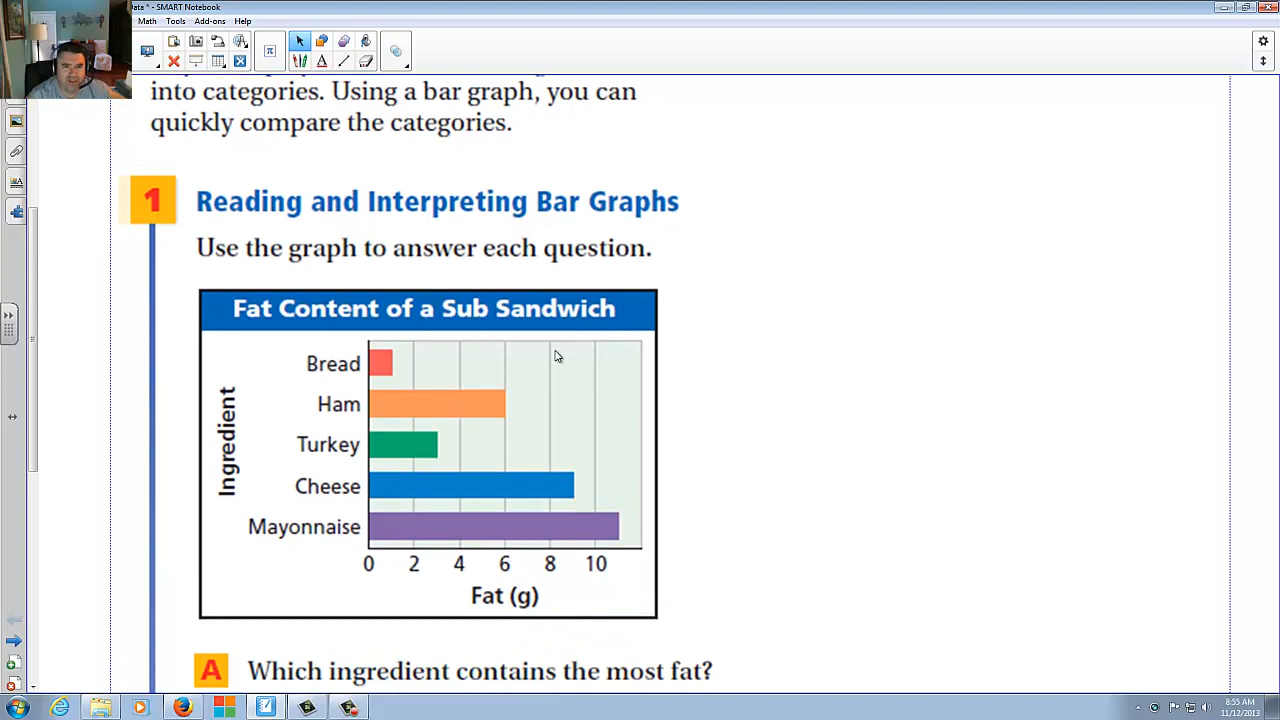 ata * - SMART Notebook
Math Tools Add-ons Help
into categories. Using a bar graph, you can
quickly compare the categories.
1 Reading and Interpreting Bar Graphs
Use the graph to answer each question.
Fat Content of a Sub Sandwich
Ingredient
Bread
Ham
Turkey
Cheese
Mayonnaise
0 2 4 6 8 10
Fat (g)
A Which ingredient contains the most fat?
8:55 AM
11/12/2013